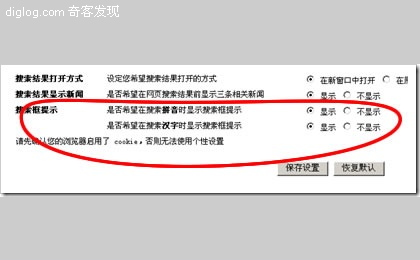 diglog.com 奇客发现
搜索结果打开方式 设定您希望搜索结果打开的方式 在新窗口中打开 在
搜索结果显示新闻 是否希望在网页搜索结果前显示三条相关新闻 显示 不显示
搜索框提示 是否希望在搜索拼音时显示搜索框提示 显示 不显示
是否希望在搜索汉字时显示搜索框提示 显示 不显示
请先确认您的浏览器启用了 cookie，否则无法使用个性设置
保存设置 恢复默认